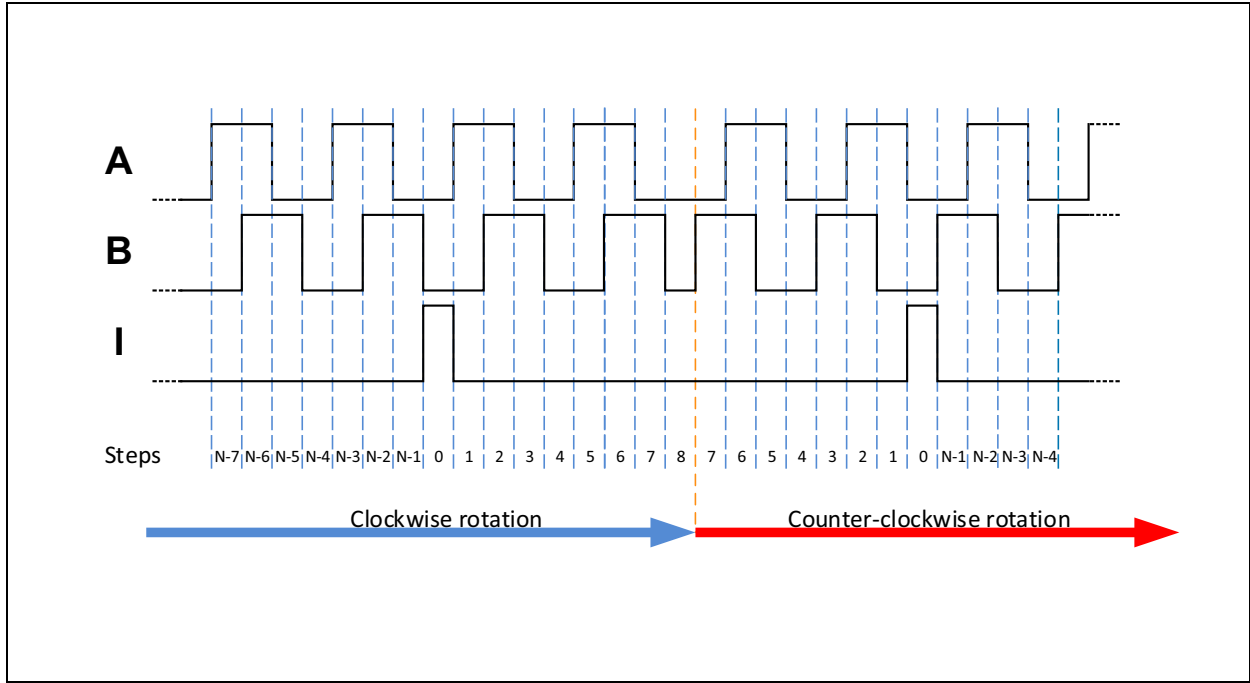 A
B
I
Steps N-7 N-6 N-5 N-4 N-3 N-2 N-1 0 1 2 3 4 5 6 7 8 7 6 5 4 3 2 1 0 N-1 N-2 N-3 N-4
Clockwise rotation Counter-clockwise rotation